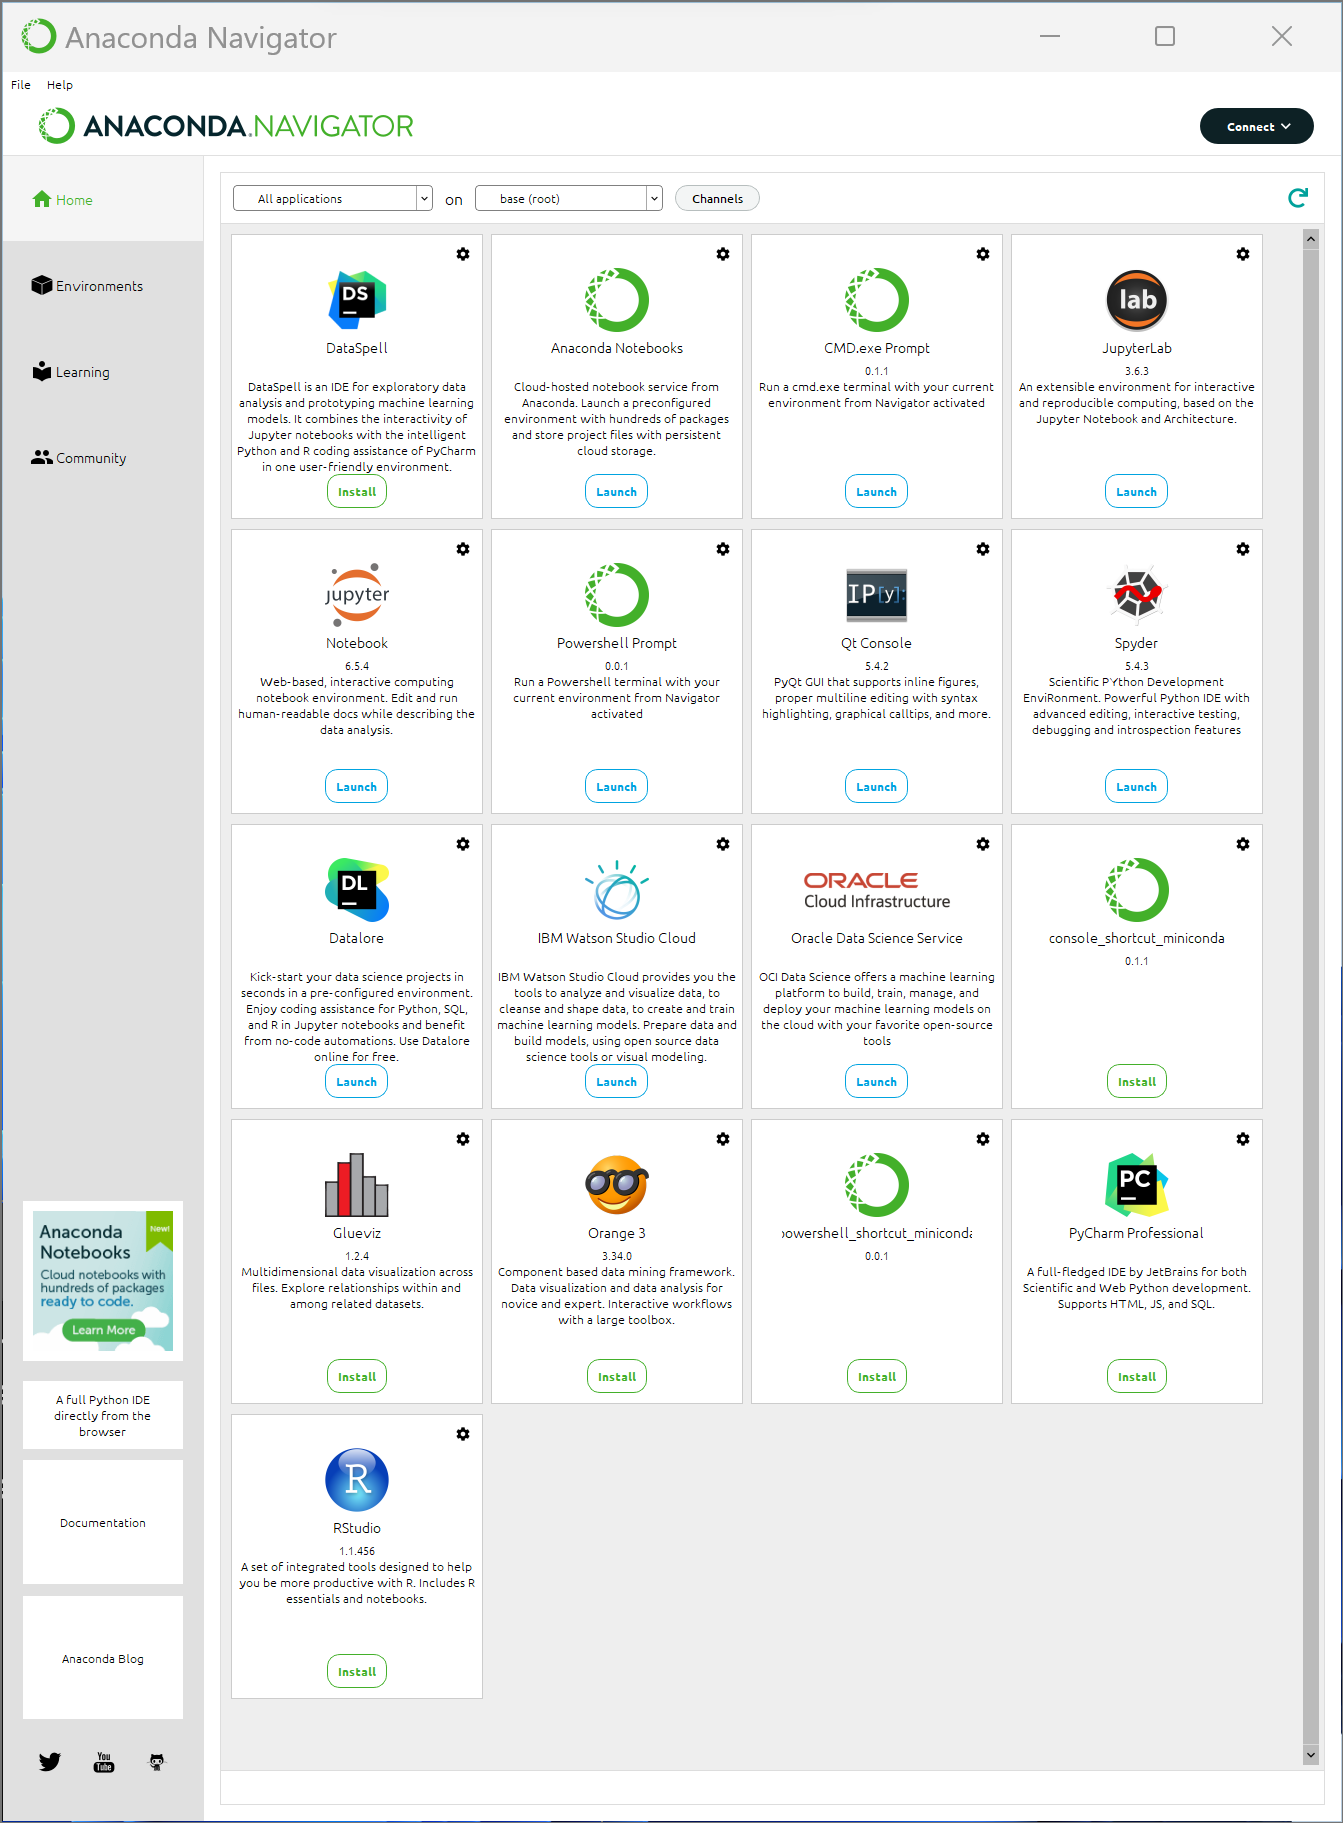 Anaconda Navigator
File Help
ANACONDA.NAVIGATOR
Connect
Home
Environments
Learning
Community
All applications on base (root) Channels
DS
DataSpell
DataSpell is an IDE for exploratory data
analysis and prototyping machine learning
models. It combines the interactivity of
Jupyter notebooks with the intelligent
Python and R coding assistance of PyCharm
in one user-friendly environment.
Install
Anaconda Notebooks
Cloud-hosted notebook service from
Anaconda. Launch a preconfigured
environment with hundreds of packages
and store project files with persistent
cloud storage.
Launch
CMD.exe Prompt
0.1.1
Run a cmd.exe terminal with your current
environment from Navigator activated
Launch
lab
JupyterLab
3.6.3
An extensible environment for interactive
and reproducible computing, based on the
Jupyter Notebook and Architecture.
Launch
jupyter
Notebook
6.5.4
Web-based, interactive computing
notebook environment. Edit and run
human-readable docs while describing the
data analysis.
Launch
Powershell Prompt
0.0.1
Run a Powershell terminal with your
current environment from Navigator
activated
Launch
IP[y]:
Qt Console
5.4.2
PyQt GUI that supports inline figures,
proper multiline editing with syntax
highlighting, graphical calltips, and more.
Launch
Spyder
5.4.3
Scientific PYthon Development
EnviRonment. Powerful Python IDE with
advanced editing, interactive testing,
debugging and introspection features
Launch
DL
Datalore
Kick-start your data science projects in
seconds in a pre-configured environment.
Enjoy coding assistance for Python, SQL,
and R in Jupyter notebooks and benefit
from no-code automations. Use Datalore
online for free.
Launch
IBM Watson Studio Cloud
IBM Watson Studio Cloud provides you the
tools to analyze and visualize data, to
cleanse and shape data, to create and train
machine learning models. Prepare data and
build models, using open source data
science tools or visual modeling.
Launch
ORACLE
Cloud Infrastructure
Oracle Data Science Service
OCI Data Science offers a machine learning
platform to build, train, manage, and
deploy your machine learning models on
the cloud with your favorite open-source
tools
Launch
console_shortcut_miniconda
0.1.1
Install
Glueviz
1.2.4
Multidimensional data visualization across
files. Explore relationships within and
among related datasets.
Install
Orange 3
3.34.0
Component based data mining framework.
Data visualization and data analysis for
novice and expert. Interactive workflows
with a large toolbox.
Install
powershell_shortcut_miniconda
0.0.1
Install
PC
PyCharm Professional
A full-fledged IDE by JetBrains for both
Scientific and Web Python development.
Supports HTML, JS, and SQL.
Install
R
RStudio
1.1.456
A set of integrated tools designed to help
you be more productive with R. Includes R
essentials and notebooks.
Install
New!
Anaconda
Notebooks
Cloud notebooks with
hundreds of packages
ready to code.
Learn More
A full Python IDE
directly from the
browser
Documentation
Anaconda Blog
You
Tube